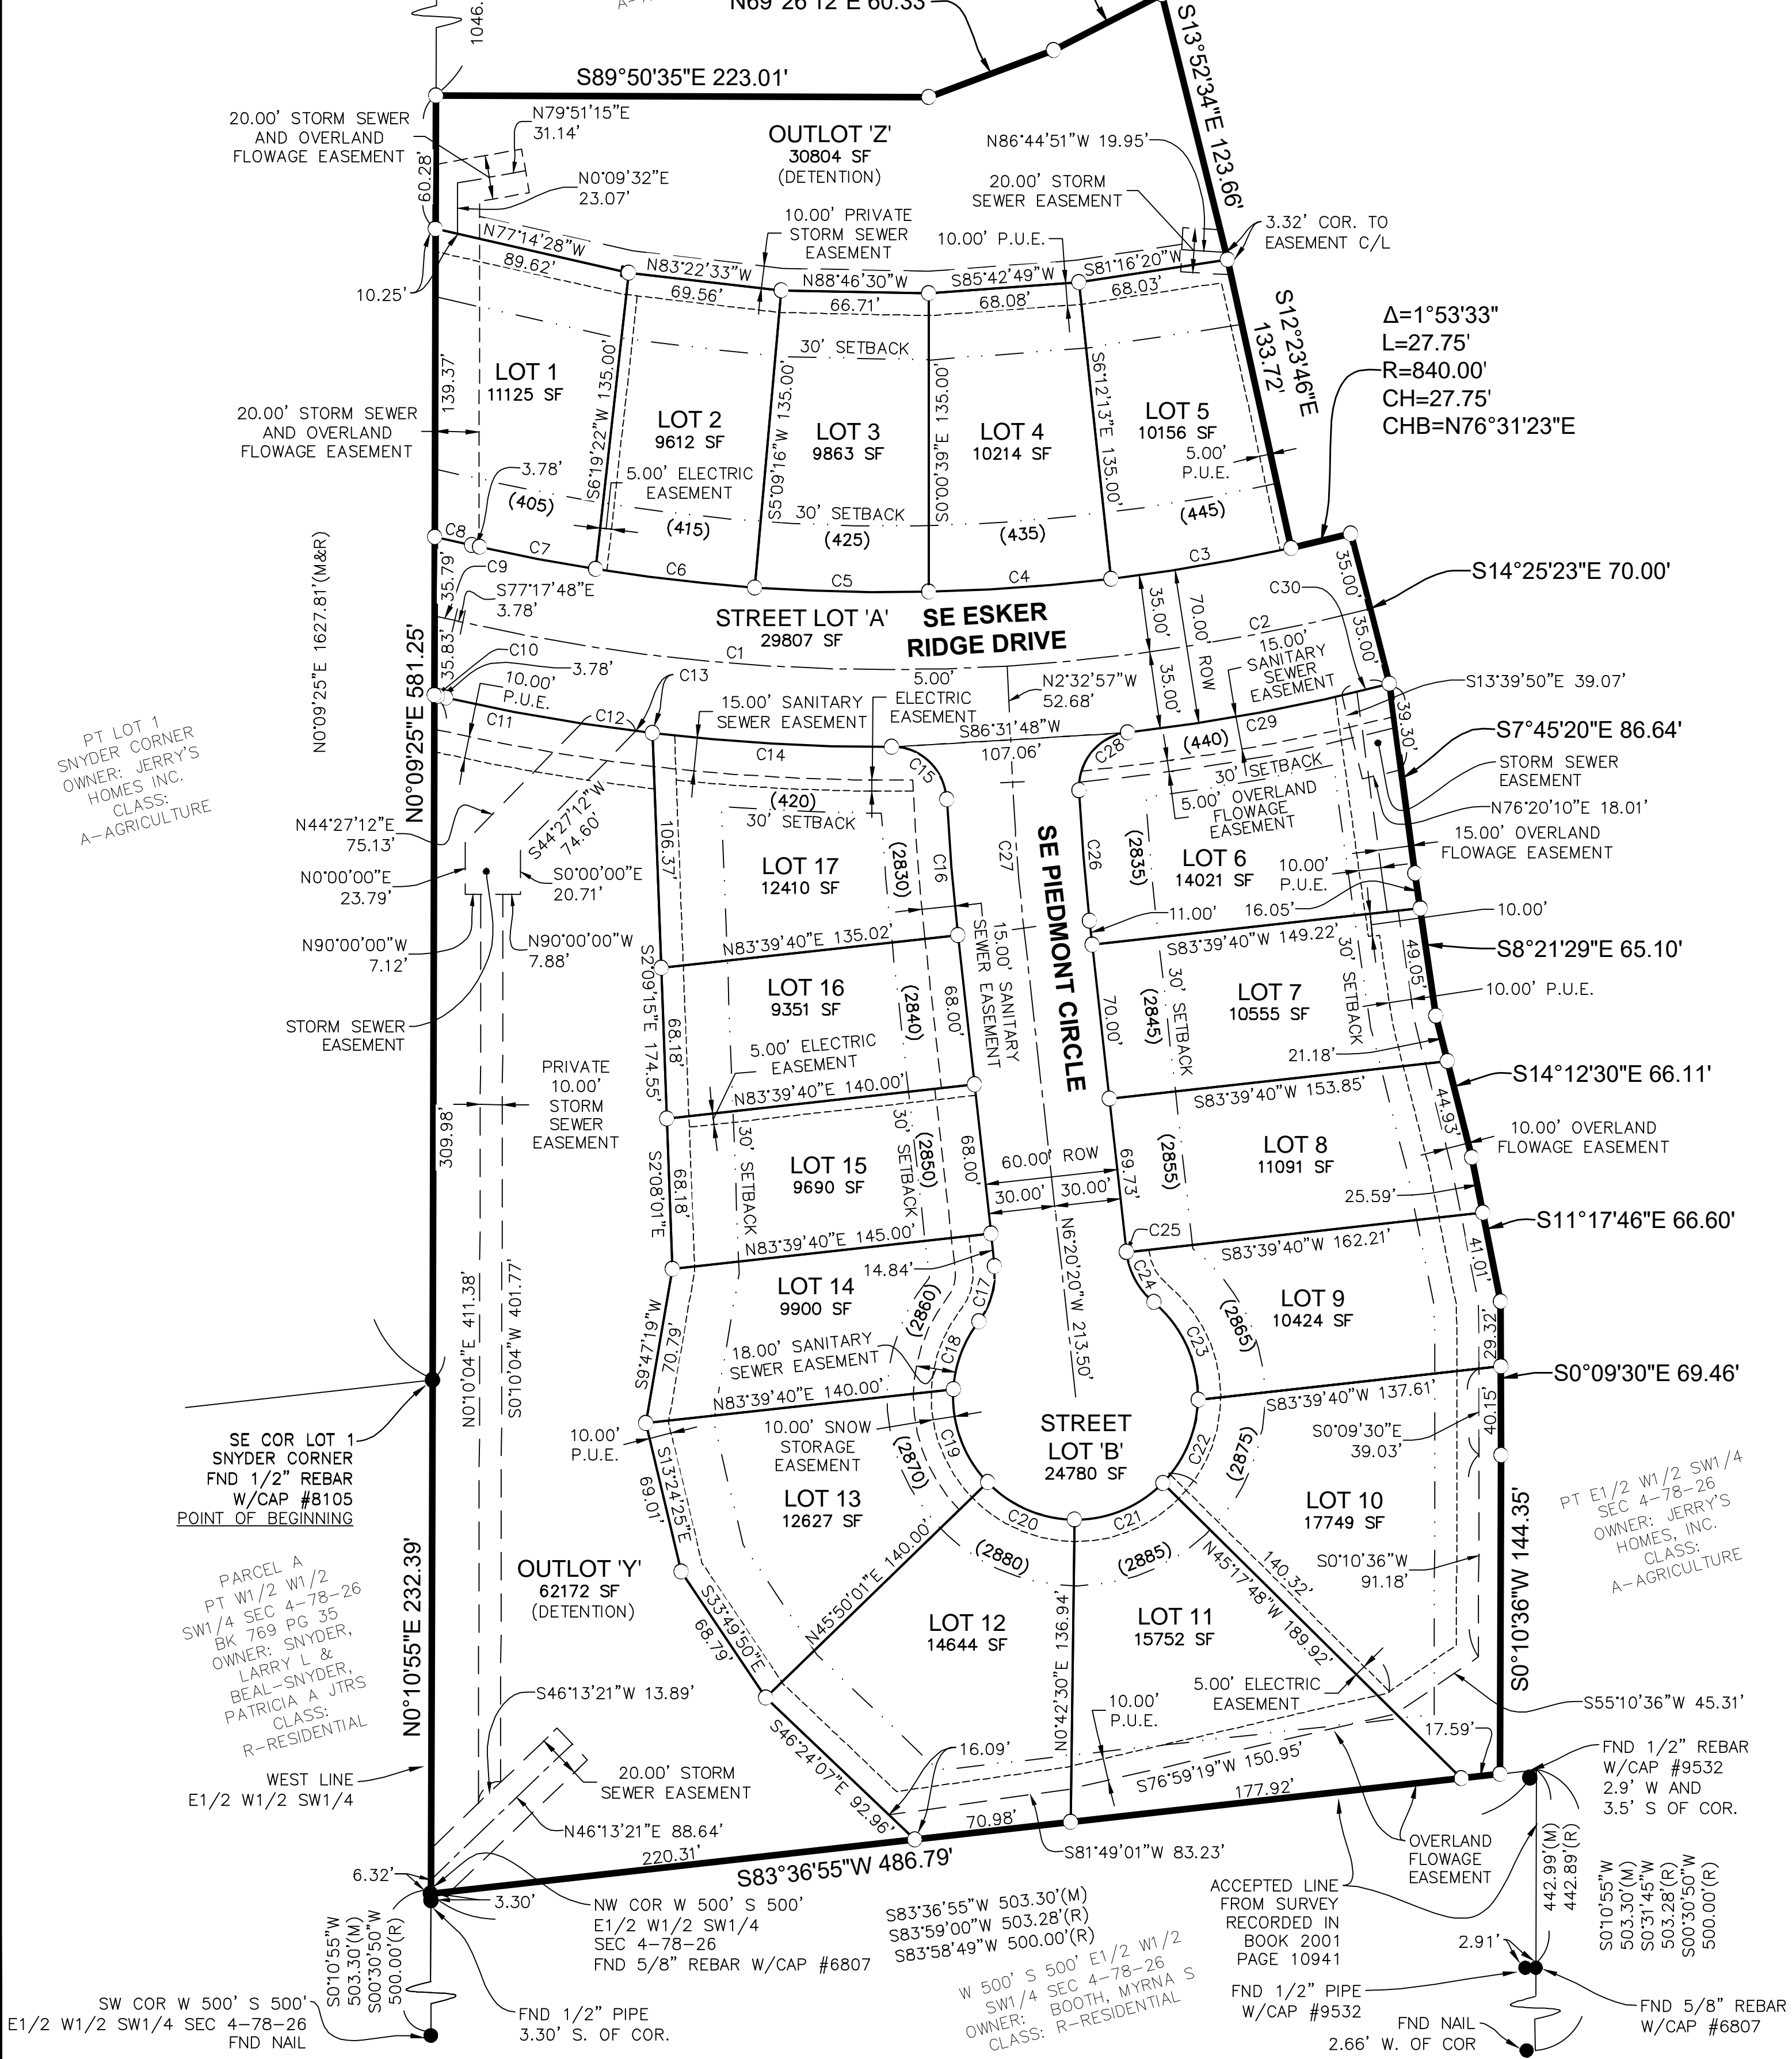 1046.
N69°26'12"E 60.33'
S13°52'34"E 123.66'
S89°50'35"E 223.01'
20.00' STORM SEWER
AND OVERLAND
FLOWAGE EASEMENT
N79°51'15"E
31.14'
60.28'
N0°09'32"E
23.07'
OUTLOT 'Z'
30804 SF
(DETENTION)
N86°44'51"W 19.95'
20.00' STORM
SEWER EASEMENT
10.00' PRIVATE
STORM SEWER
EASEMENT
10.00' P.U.E.
3.32' COR. TO
EASEMENT C/L
N77°14'28"W
89.62'
N83°22'33"W
69.56'
N88°46'30"W
66.71'
S85°42'49"W
68.08'
S81°16'20"W
68.03'
10.25'
S12°23'46"E
133.72'
Δ=1°53'33"
L=27.75'
R=840.00'
CH=27.75'
CHB=N76°31'23"E
30' SETBACK
139.37'
LOT 1
11125 SF
S6°19'22"W 135.00'
LOT 2
9612 SF
S5°09'16"W 135.00'
LOT 3
9863 SF
S0°00'39"E 135.00'
LOT 4
10214 SF
S6°12'13"E 135.00'
LOT 5
10156 SF
5.00'
P.U.E.
20.00' STORM SEWER
AND OVERLAND
FLOWAGE EASEMENT
3.78'
5.00' ELECTRIC
EASEMENT
30' SETBACK
(405)
(415)
(425)
(435)
(445)
C8
C7
C6
C5
C4
C3
35.79'
C9
S77°17'48"E
3.78'
STREET LOT 'A'
29807 SF
SE ESKER
RIDGE DRIVE
C1
C2
C30
35.00'
35.00'
35.00'
35.00'
70.00' ROW
S14°25'23"E 70.00'
N0°09'25"E 1627.81'(M&R)
N0°09'25"E 581.25'
35.83'
C10
3.78'
10.00'
P.U.E.
C11
C12
C13
15.00' SANITARY
SEWER EASEMENT
5.00'
ELECTRIC
EASEMENT
N2°32'57"W
52.68'
15.00'
SANITARY
SEWER
EASEMENT
S13°39'50"E 39.07'
39.30'
S7°45'20"E 86.64'
C14
C15
S86°31'48"W
107.06'
C28
C29
(440)
30' SETBACK
5.00' OVERLAND
FLOWAGE
EASEMENT
STORM SEWER
EASEMENT
N76°20'10"E 18.01'
15.00' OVERLAND
FLOWAGE EASEMENT
PT LOT 1
SNYDER CORNER
OWNER: JERRY'S
HOMES INC.
CLASS:
A-AGRICULTURE
N44°27'12"E
75.13'
S44°27'12"W
74.60'
N0°00'00"E
23.79'
S0°00'00"E
20.71'
N90°00'00"W
7.12'
N90°00'00"W
7.88'
STORM SEWER
EASEMENT
(420)
30' SETBACK
106.37'
LOT 17
12410 SF
(2830)
C16
C27
C26
SE PIEDMONT CIRCLE
(2835)
LOT 6
14021 SF
10.00'
P.U.E.
11.00'
16.05'
10.00'
N83°39'40"E 135.02'
S83°39'40"W 149.22'
49.05'
S8°21'29"E 65.10'
SEWER EASEMENT
15.00' SANITARY
S2°09'15"E 174.55'
LOT 16
9351 SF
(2840)
68.00'
70.00'
(2845)
30' SETBACK
LOT 7
10555 SF
30' SETBACK
10.00' P.U.E.
68.18'
5.00' ELECTRIC
EASEMENT
21.18'
N83°39'40"E 140.00'
S83°39'40"W 153.85'
S14°12'30"E 66.11'
44.93'
PRIVATE
10.00'
STORM
SEWER
EASEMENT
309.98'
S2°08'01"E
68.18'
30' SETBACK
LOT 15
9690 SF
30' SETBACK
(2850)
68.00'
60.00' ROW
30.00'
30.00'
69.73'
(2855)
LOT 8
11091 SF
10.00' OVERLAND
FLOWAGE EASEMENT
25.59'
N83°39'40"E 145.00'
14.84'
C25
S83°39'40"W 162.21'
S11°17'46"E 66.60'
41.01'
N6°20'20"W 213.50'
S9°47'19"W
70.79'
LOT 14
9900 SF
(2860)
C17
C24
(2865)
LOT 9
10424 SF
29.32'
18.00' SANITARY
SEWER EASEMENT
C18
C23
N83°39'40"E 140.00'
S83°39'40"W 137.61'
S0°09'30"E 69.46'
N0°10'04"E 411.38'
S0°10'04"W 401.77'
10.00'
P.U.E.
10.00' SNOW
STORAGE
EASEMENT
(2870)
C19
STREET
LOT 'B'
24780 SF
C22
(2875)
S0°09'30"E
39.03'
40.15
SE COR LOT 1
SNYDER CORNER
FND 1/2" REBAR
W/CAP #8105
POINT OF BEGINNING
S13°24'25"E
69.01'
LOT 13
12627 SF
C20
C21
LOT 10
17749 SF
PT E1/2 W1/2 SW1/4
SEC 4-78-26
OWNER: JERRY'S
HOMES, INC.
CLASS:
A-AGRICULTURE
S0°10'36"W 144.35'
PARCEL A
PT W1/2 W1/2
SW1/4 SEC 4-78-26
BK 769 PG 35
OWNER: SNYDER,
LARRY L &
BEAL-SNYDER,
PATRICIA A JTRS
CLASS:
R-RESIDENTIAL
N0°10'55"E 232.39'
OUTLOT 'Y'
62172 SF
(DETENTION)
S33°49'50"E
68.79'
N45°50'01"E 140.00'
(2880)
(2885)
N45°17'48"W 189.92'
140.32'
S0°10'36"W
91.18'
LOT 12
14644 SF
N0°42'30"E 136.94'
LOT 11
15752 SF
5.00' ELECTRIC
EASEMENT
10.00'
P.U.E.
S55°10'36"W 45.31'
S46°13'21"W 13.89'
S46°24'07"E 92.96'
16.09'
S76°59'19"W 150.95'
17.59'
177.92'
FND 1/2" REBAR
W/CAP #9532
2.9' W AND
3.5' S OF COR.
WEST LINE
E1/2 W1/2 SW1/4
20.00' STORM
SEWER EASEMENT
N46°13'21"E 88.64'
220.31'
70.98'
S83°36'55"W 486.79'
S81°49'01"W 83.23'
OVERLAND
FLOWAGE
EASEMENT
6.32'
3.30'
NW COR W 500' S 500'
E1/2 W1/2 SW1/4
SEC 4-78-26
FND 5/8" REBAR W/CAP #6807
S83°36'55"W 503.30'(M)
S83°59'00"W 503.28'(R)
S83°58'49"W 500.00'(R)
ACCEPTED LINE
FROM SURVEY
RECORDED IN
BOOK 2001
PAGE 10941
442.99'(M)
442.89'(R)
S0°10'55"W
503.30'(M)
S0°31'45"W
503.28'(R)
S00°30'50"W
500.00'(R)
S0°10'55"W
503.30'(M)
S00°30'50"W
500.00'(R)
W 500' S 500' E1/2 W1/2
SW1/4 SEC 4-78-26
OWNER: BOOTH, MYRNA S
CLASS: R-RESIDENTIAL
2.91'
SW COR W 500' S 500'
E1/2 W1/2 SW1/4 SEC 4-78-26
FND NAIL
FND 1/2" PIPE
3.30' S. OF COR.
FND 1/2" PIPE
W/CAP #9532
FND NAIL
2.66' W. OF COR
FND 5/8" REBAR
W/CAP #6807